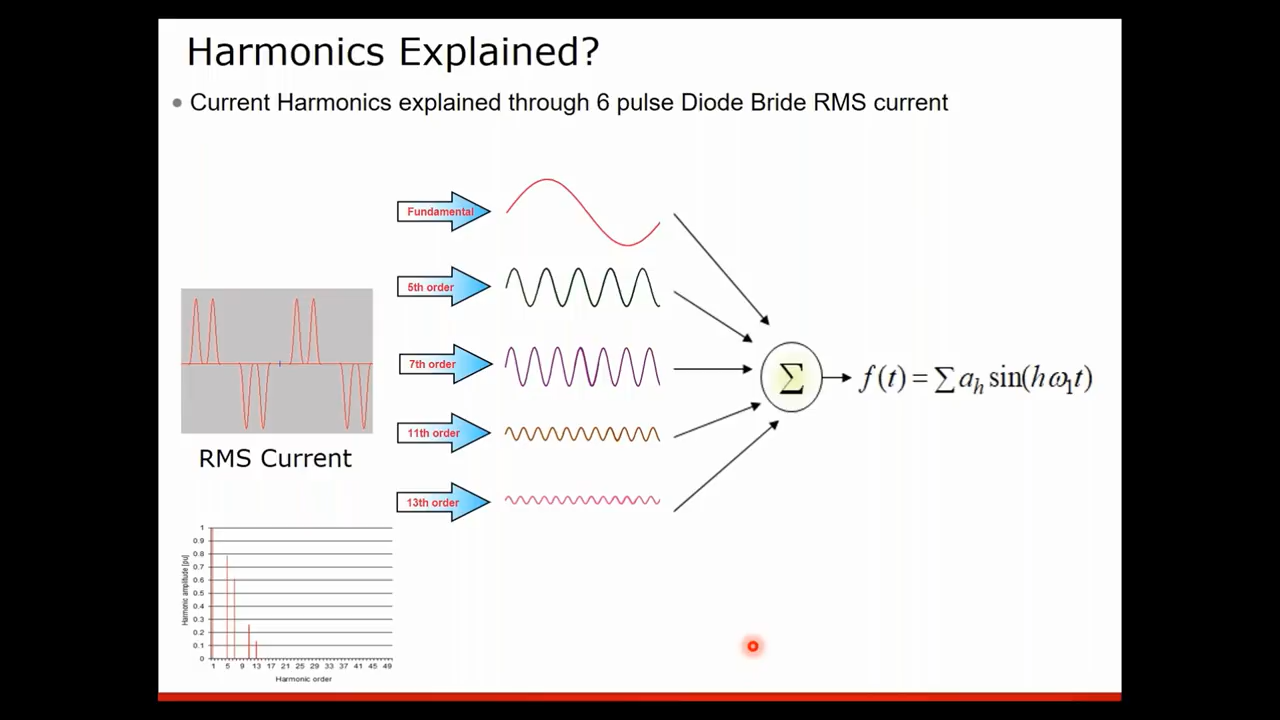 Harmonics Explained?
• Current Harmonics explained through 6 pulse Diode Bride RMS current
Fundamental
5th order
7th order
11th order
13th order
Σ
f(t) = ∑ a_h sin(hω₁t)
RMS Current
1
0.9
0.8
0.7
0.6
0.5
0.4
0.3
0.2
0.1
0
Harmonic amplitude [pu]
1 5 9 13 17 21 25 29 33 37 41 45 49
Harmonic order